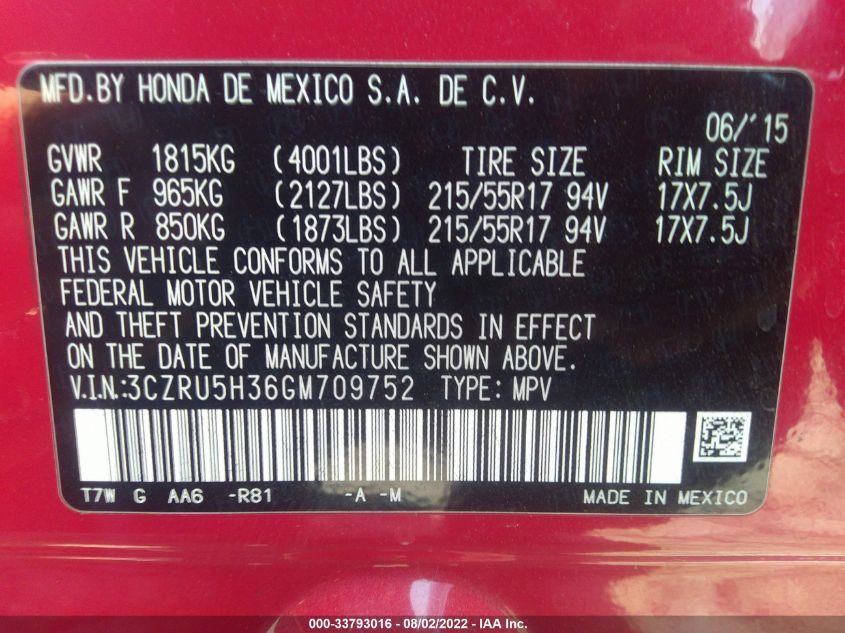 MFD.BY HONDA DE MEXICO S.A. DE C.V.
06/'15
GVWR 1815KG (4001LBS) TIRE SIZE RIM SIZE
GAWR F 965KG (2127LBS) 215/55R17 94V 17X7.5J
GAWR R 850KG (1873LBS) 215/55R17 94V 17X7.5J
THIS VEHICLE CONFORMS TO ALL APPLICABLE
FEDERAL MOTOR VEHICLE SAFETY
AND THEFT PREVENTION STANDARDS IN EFFECT
ON THE DATE OF MANUFACTURE SHOWN ABOVE.
V.I.N.:3CZRU5H36GM709752 TYPE: MPV
T7W G AA6 -R81 -A -M MADE IN MEXICO
000-33793016 - 08/02/2022 - IAA Inc.